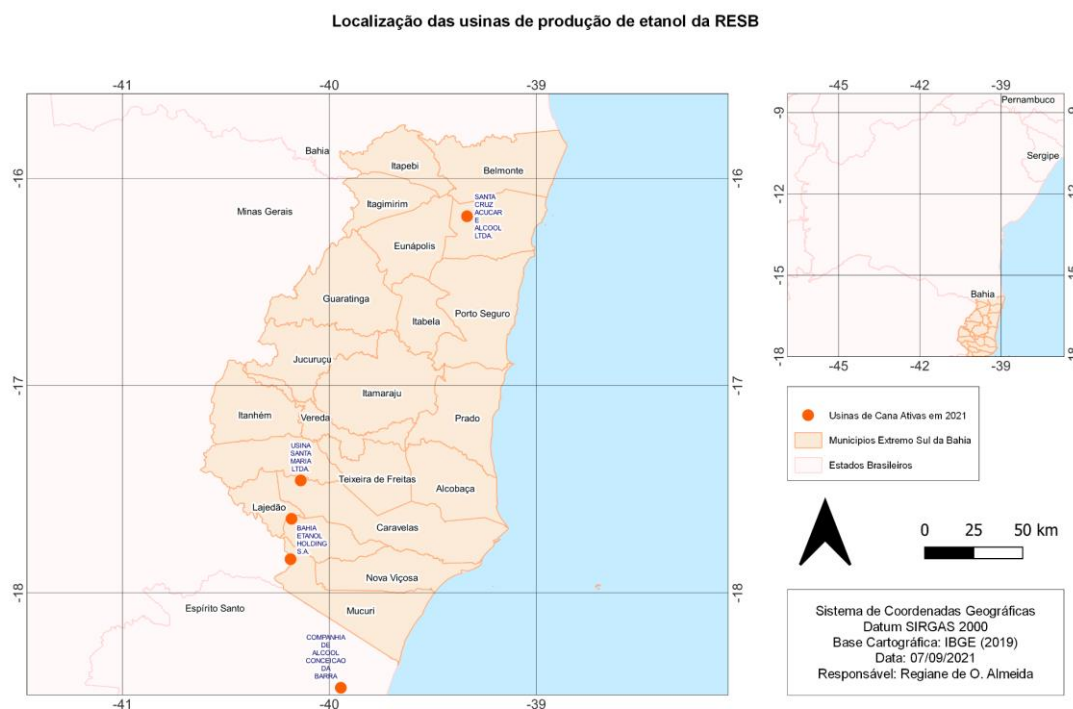 Localização das usinas de produção de etanol da RESB
-41
-40
-39
-45
-42
-39
Pernambuco
-9
-9
Sergipe
Bahia
Itapebi
Belmonte
-16
-16
Minas Gerais
Itagimirim
SANTA
CRUZ
ACUCAR
E
ALCOOL
LTDA.
-12
-12
Eunápolis
-15
-15
Guaratinga
Itabela
Porto Seguro
Bahia
Jucuruçu
-18
-18
-45
-42
-39
-17
-17
Itamaraju
Itanhém
Vereda
Prado
Usinas de Cana Ativas em 2021
Municipios Extremo Sul da Bahia
Estados Brasileiros
USINA
SANTA
MARIA
LTDA.
Teixeira de Freitas
Alcobaça
Lajedão
BAHIA
ETANOL
HOLDING
S.A.
Caravelas
0 25 50 km
Nova Viçosa
-18
-18
Espírito Santo
Mucuri
COMPANHIA
DE
ALCOOL
CONCEICAO
DA
BARRA
Sistema de Coordenadas Geográficas
Datum SIRGAS 2000
Base Cartográfica: IBGE (2019)
Data: 07/09/2021
Responsável: Regiane de O. Almeida
-41
-40
-39